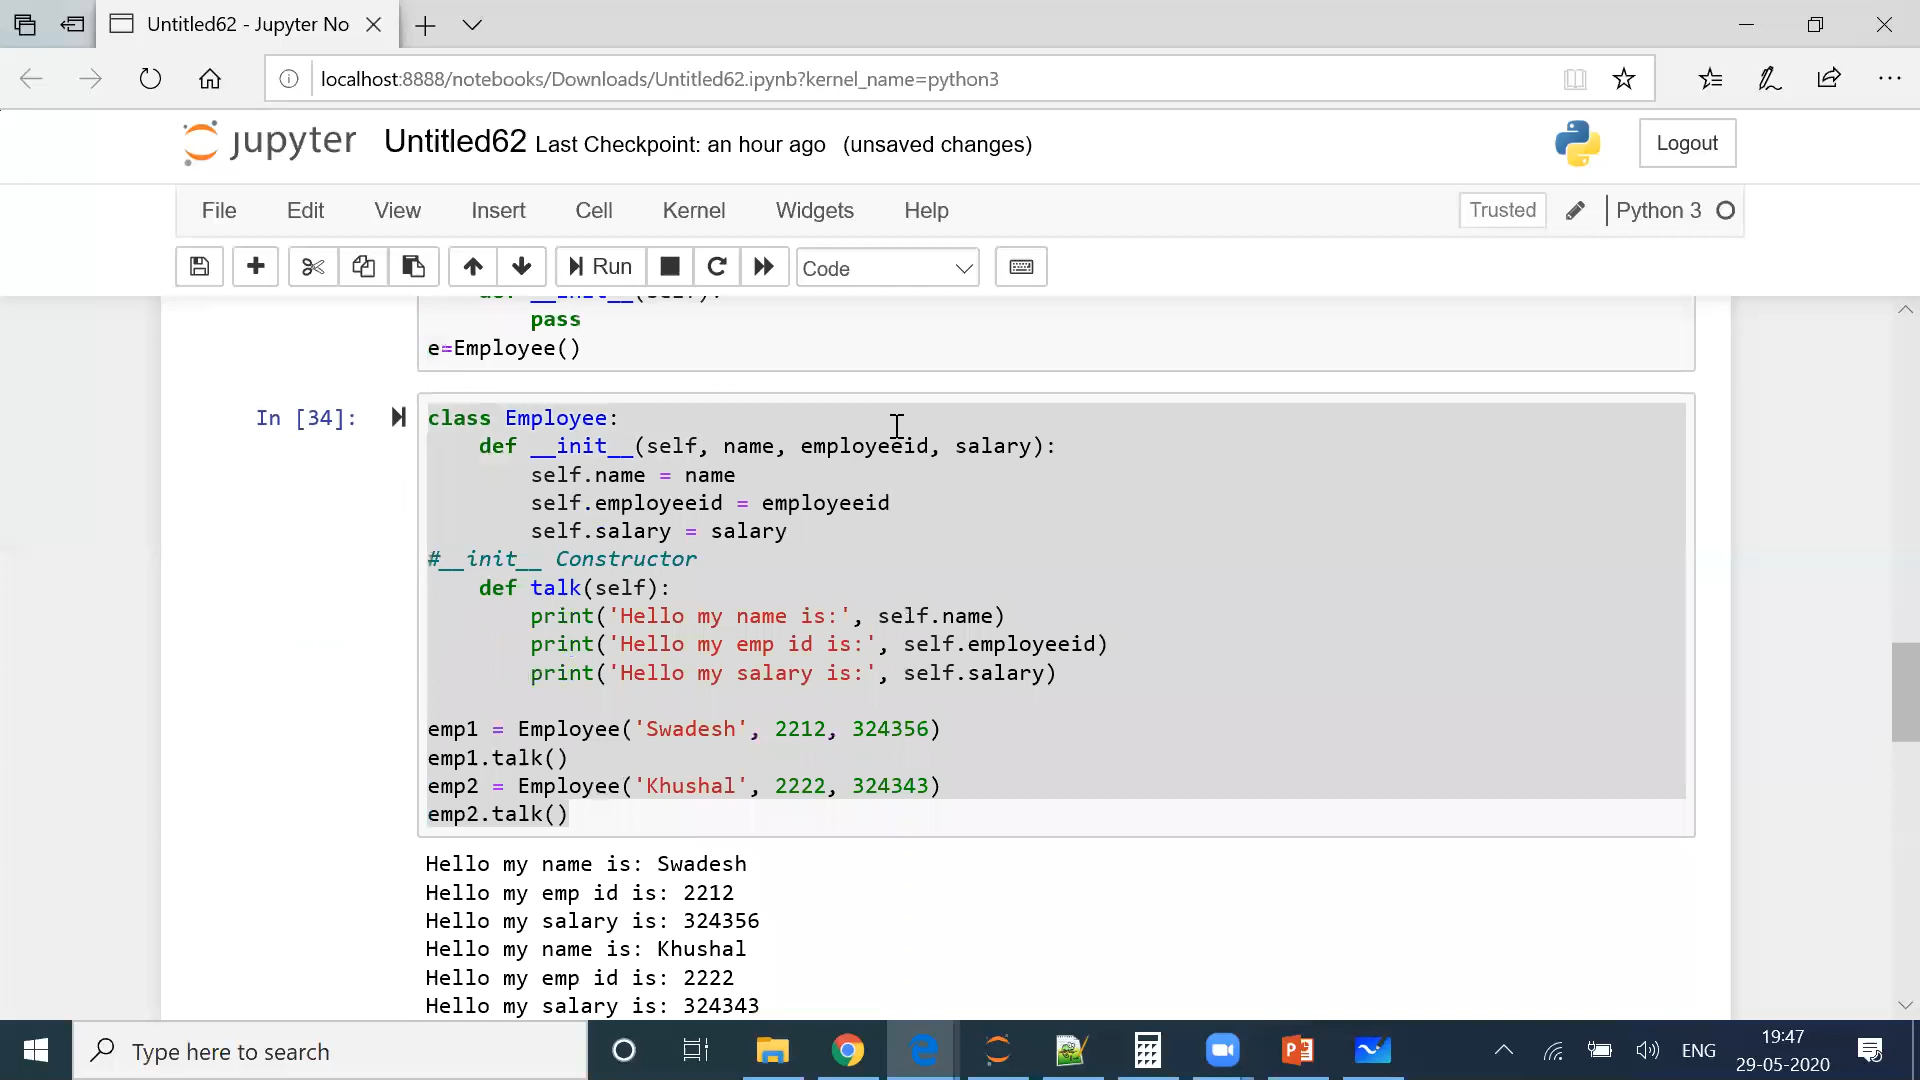 Untitled62 - Jupyter No
localhost:8888/notebooks/Downloads/Untitled62.ipynb?kernel_name=python3
jupyter Untitled62 Last Checkpoint: an hour ago (unsaved changes)
Logout
File Edit View Insert Cell Kernel Widgets Help
Trusted Python 3
Run Code
def __init__(self):
pass
e=Employee()
In [34]:
class Employee:
def __init__(self, name, employeeid, salary):
self.name = name
self.employeeid = employeeid
self.salary = salary
#__init__ Constructor
def talk(self):
print('Hello my name is:', self.name)
print('Hello my emp id is:', self.employeeid)
print('Hello my salary is:', self.salary)
emp1 = Employee('Swadesh', 2212, 324356)
emp1.talk()
emp2 = Employee('Khushal', 2222, 324343)
emp2.talk()
Hello my name is: Swadesh
Hello my emp id is: 2212
Hello my salary is: 324356
Hello my name is: Khushal
Hello my emp id is: 2222
Hello my salary is: 324343
Type here to search
ENG
19:47
29-05-2020